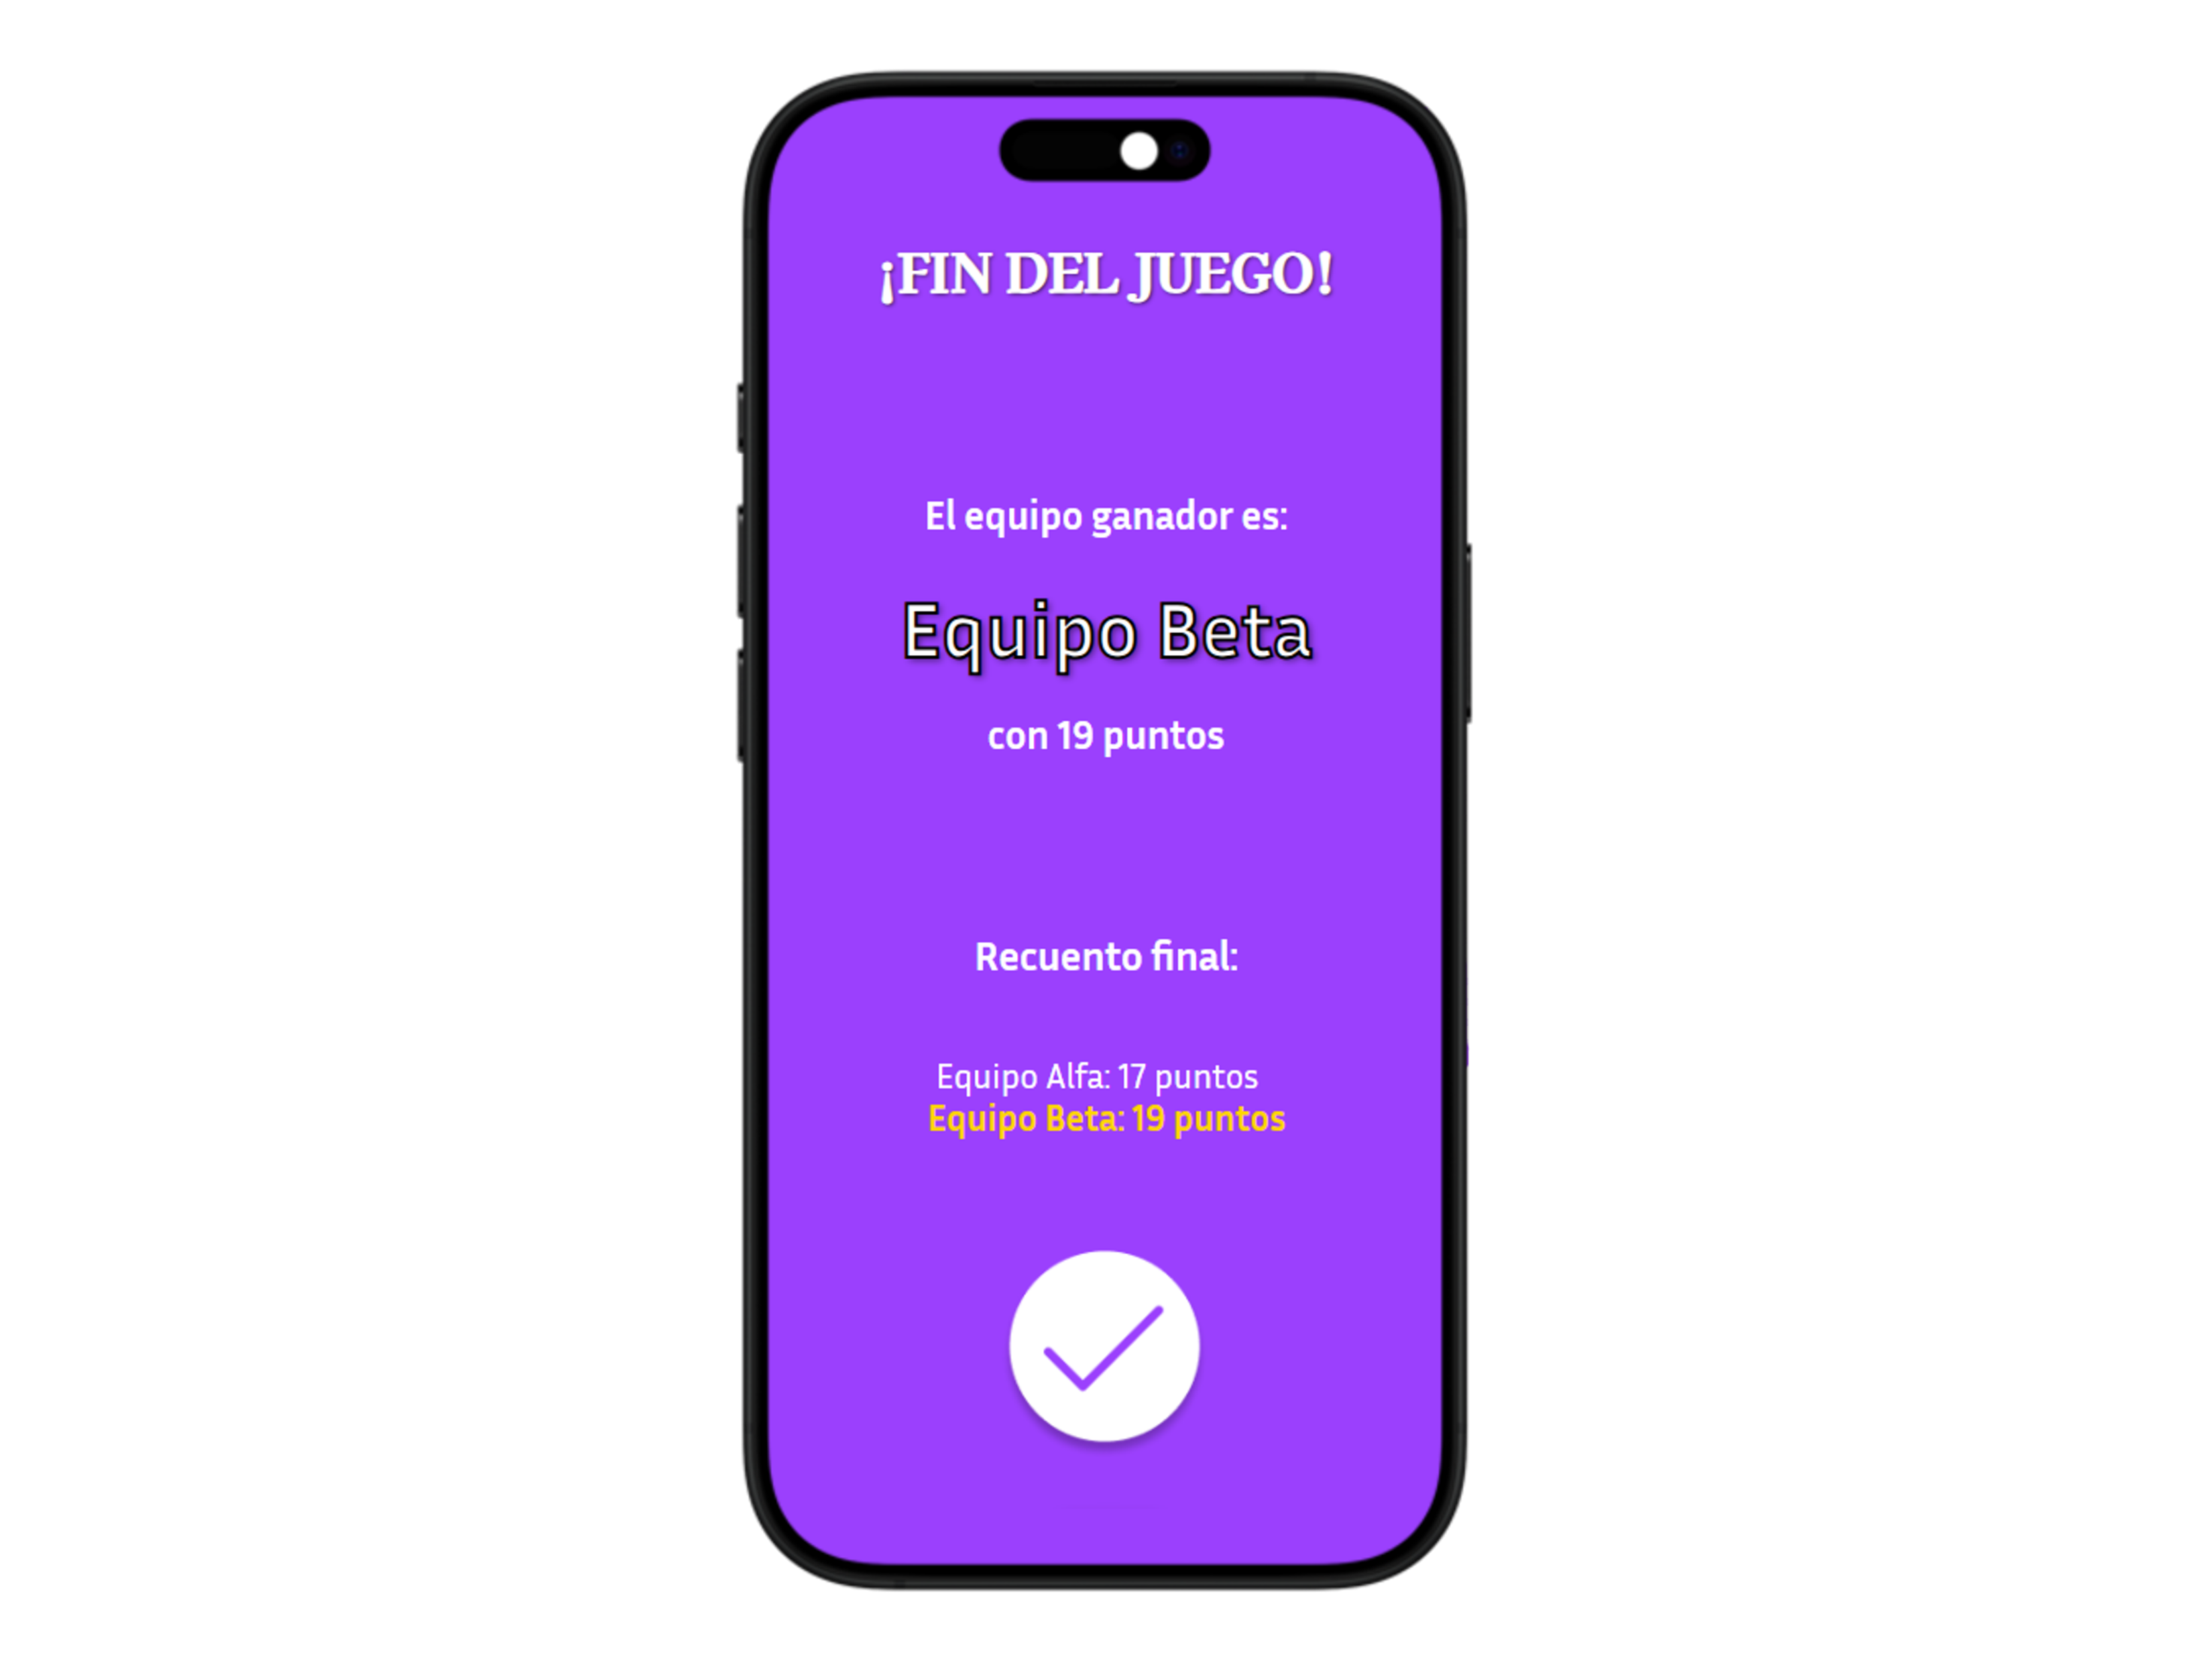 ¡FIN DEL JUEGO!
El equipo ganador es:
Equipo Beta
con 19 puntos
Recuento final:
Equipo Alfa: 17 puntos
Equipo Beta: 19 puntos